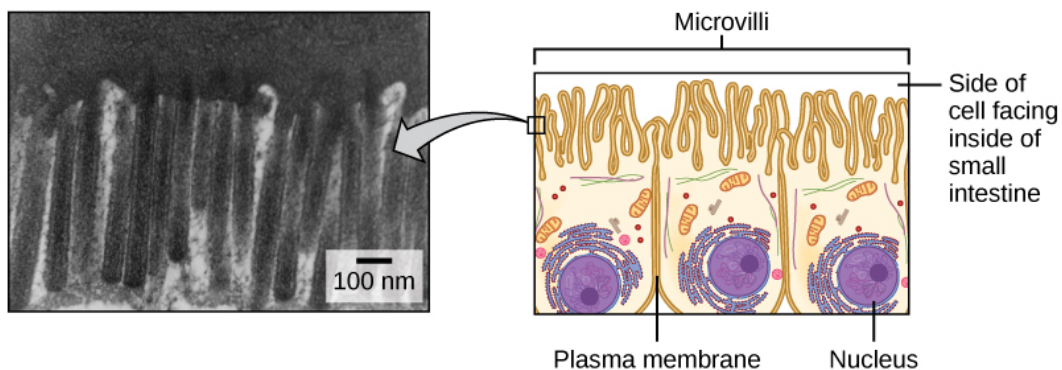 Microvilli
Side of
cell facing
inside of
small
intestine
100 nm
Plasma membrane
Nucleus